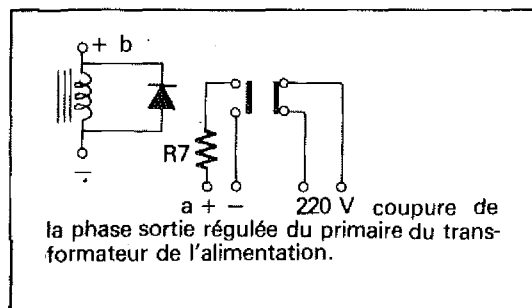 + b
R7
−
a + − 220 V coupure de
la phase sortie régulée du primaire du trans-
formateur de l'alimentation.